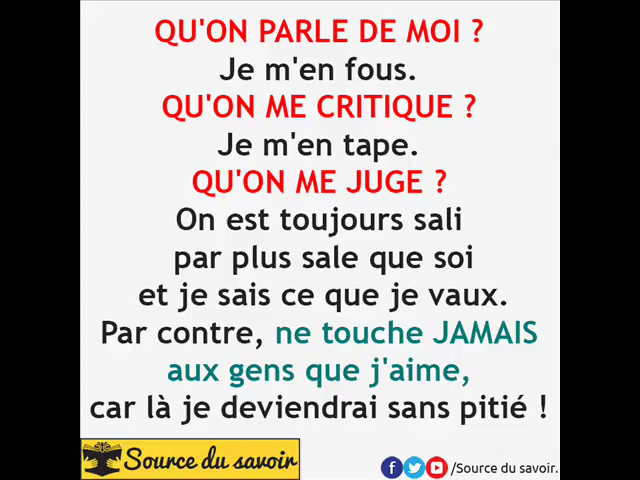 QU'ON PARLE DE MOI ?
Je m'en fous.
QU'ON ME CRITIQUE ?
Je m'en tape.
QU'ON ME JUGE ?
On est toujours sali
par plus sale que soi
et je sais ce que je vaux.
Par contre, ne touche JAMAIS
aux gens que j'aime,
car là je deviendrai sans pitié !
Source du savoir
/Source du savoir.